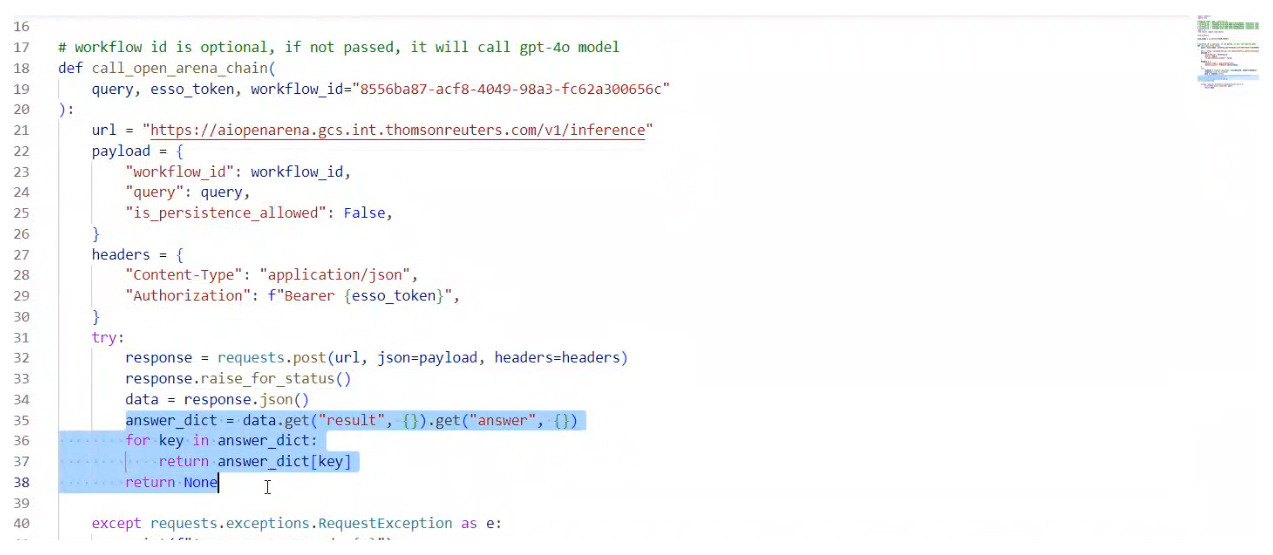 16
17 # workflow id is optional, if not passed, it will call gpt-4o model
18 def call_open_arena_chain(
19     query, esso_token, workflow_id="8556ba87-acf8-4049-98a3-fc62a300656c"
20 ):
21     url = "https://aiopenarena.gcs.int.thomsonreuters.com/v1/inference"
22     payload = {
23         "workflow_id": workflow_id,
24         "query": query,
25         "is_persistence_allowed": False,
26     }
27     headers = {
28         "Content-Type": "application/json",
29         "Authorization": f"Bearer {esso_token}",
30     }
31     try:
32         response = requests.post(url, json=payload, headers=headers)
33         response.raise_for_status()
34         data = response.json()
35         answer_dict = data.get("result", {}).get("answer", {})
36         for key in answer_dict:
37             return answer_dict[key]
38         return None
39
40     except requests.exceptions.RequestException as e: